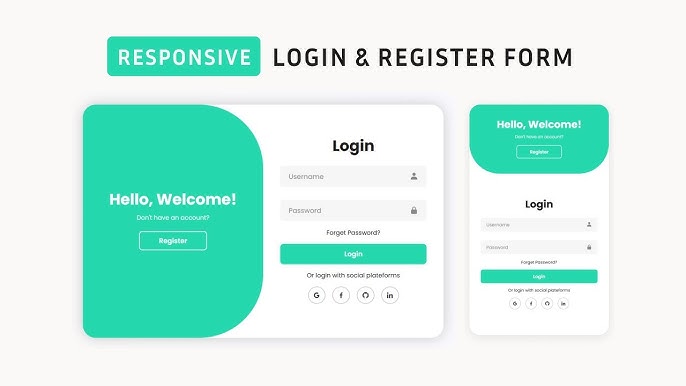 RESPONSIVE LOGIN & REGISTER FORM
Hello, Welcome!
Don't have an account?
Register
Login
Username
Password
Forget Password?
Login
Or login with social plateforms
G f in
Hello, Welcome!
Don't have an account?
Register
Login
Username
Password
Forget Password?
Login
Or login with social plateforms
G f in